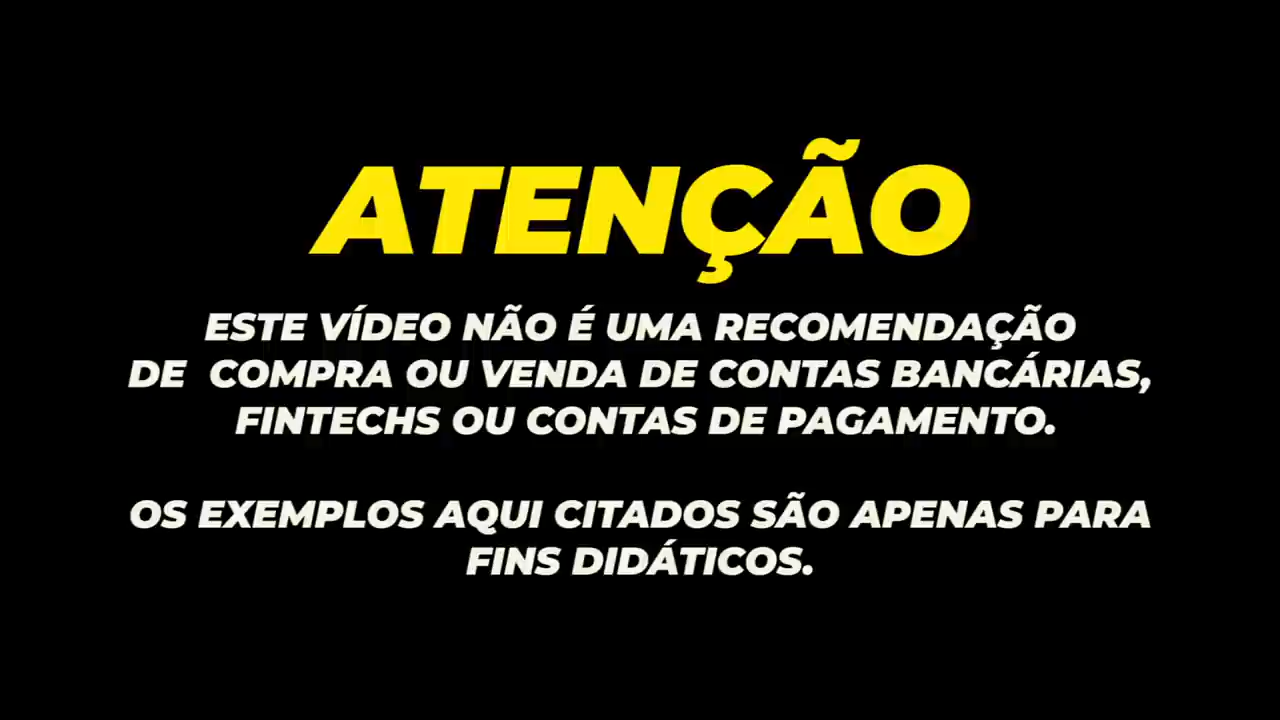 ATENÇÃO
ESTE VÍDEO NÃO É UMA RECOMENDAÇÃO
DE COMPRA OU VENDA DE CONTAS BANCÁRIAS,
FINTECHS OU CONTAS DE PAGAMENTO.
OS EXEMPLOS AQUI CITADOS SÃO APENAS PARA
FINS DIDÁTICOS.